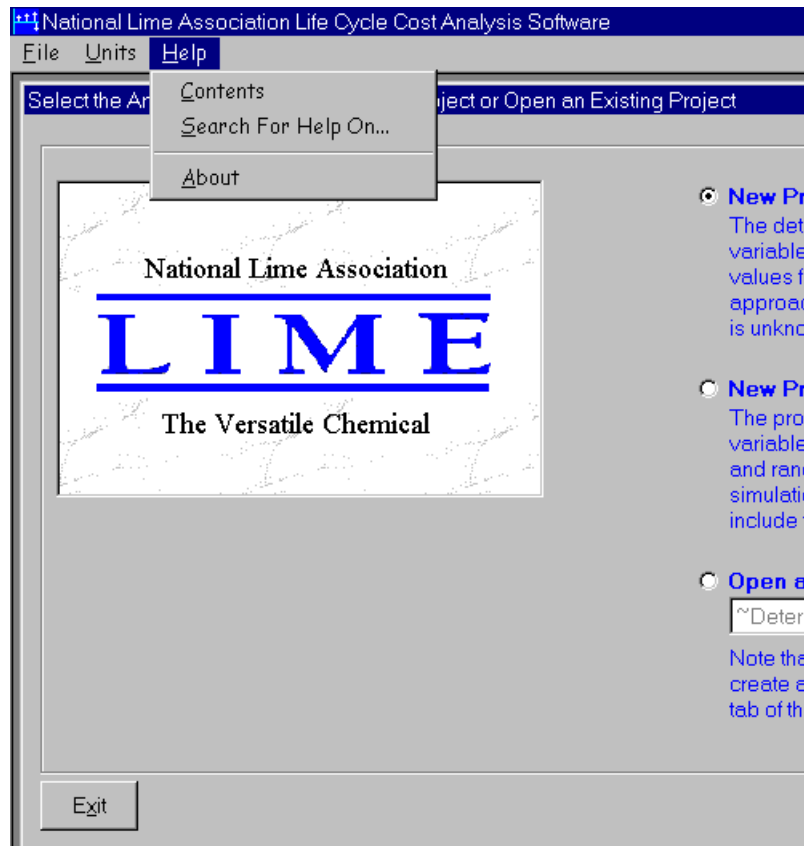 National Lime Association Life Cycle Cost Analysis Software
File Units Help
Contents
Search For Help On...
About
Select the An ject or Open an Existing Project
National Lime Association
LIME
The Versatile Chemical
New Pr
The det
variable
values f
approac
is unkno
New Pr
The pro
variable
and rand
simulati
include
Open a
~Deter
Note tha
create a
tab of th
Exit